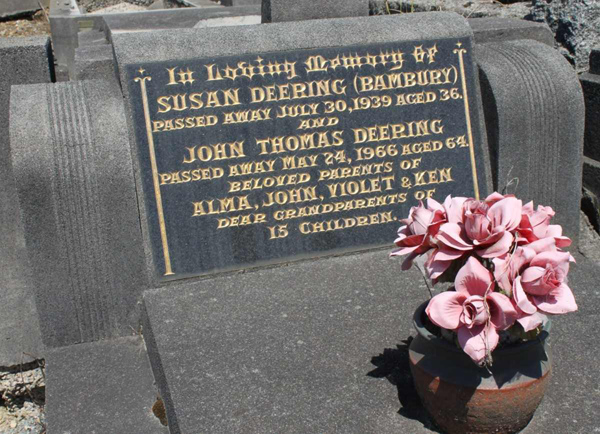 In Loving Memory Of
SUSAN DEERING (BAMBURY)
PASSED AWAY JULY 30, 1939 AGED 36.
AND
JOHN THOMAS DEERING
PASSED AWAY MAY 24, 1966 AGED 64.
BELOVED PARENTS OF
ALMA, JOHN, VIOLET & KEN
DEAR GRANDPARENTS OF
15 CHILDREN.